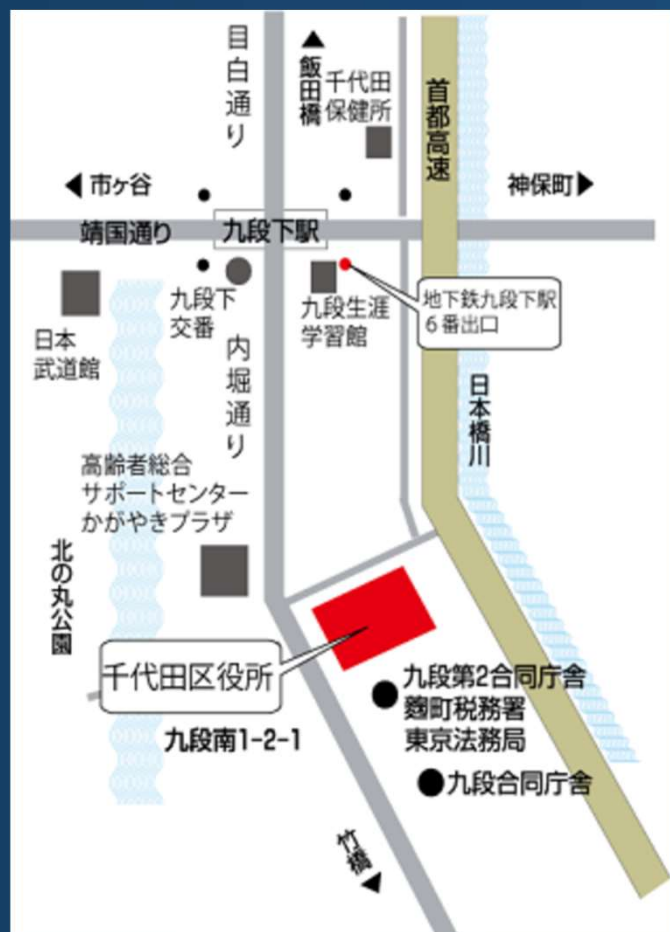 目白通り
▲飯田橋
千代田
保健所
首都高速
◀市ヶ谷
神保町▶
靖国通り
九段下駅
日本
武道館
九段下
交番
九段生涯
学習館
地下鉄九段下駅
6番出口
内堀通り
日本橋川
高齢者総合
サポートセンター
かがやきプラザ
北の丸公園
千代田区役所
九段南1-2-1
九段第2合同庁舎
麹町税務署
東京法務局
九段合同庁舎
竹橋▼